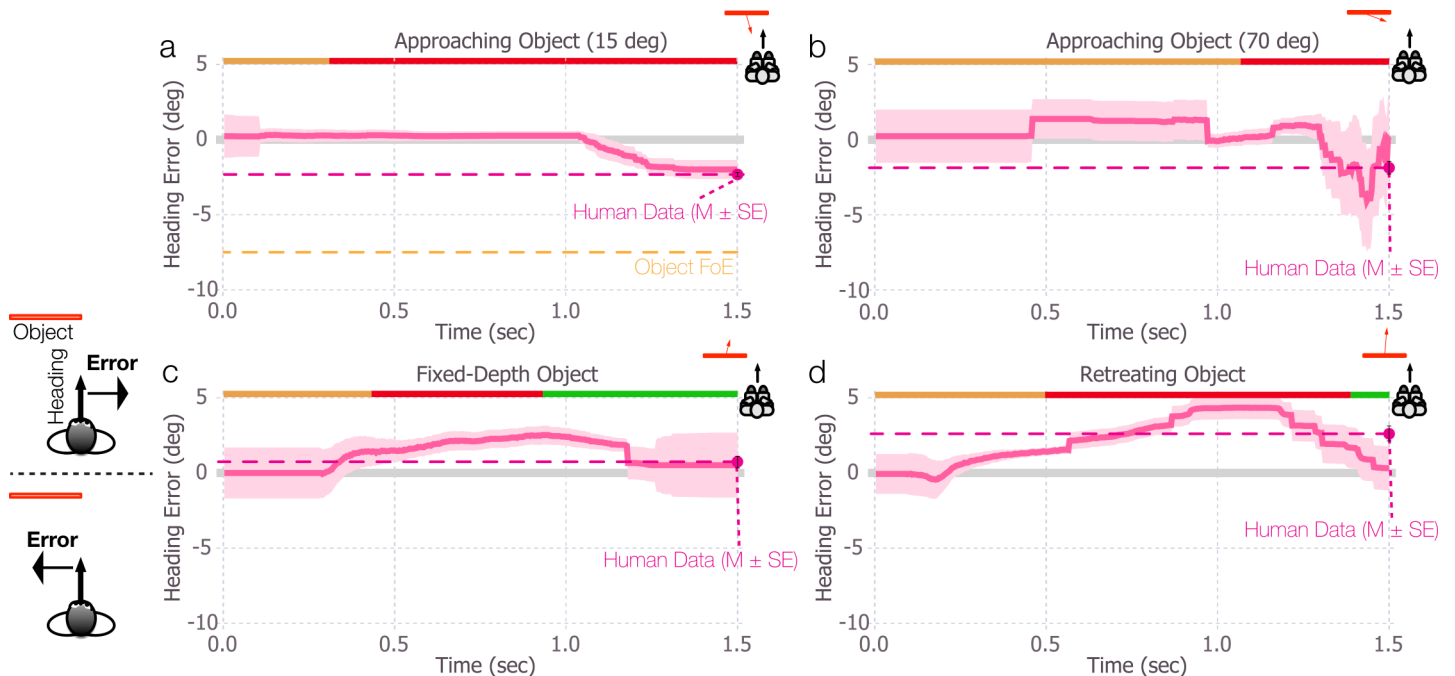 a
Approaching Object (15 deg)
5
0
-5
-10
Heading Error (deg)
Human Data (M ± SE)
Object FoE
0.0
0.5
1.0
1.5
Time (sec)
b
Approaching Object (70 deg)
5
0
-5
-10
Heading Error (deg)
Human Data (M ± SE)
0.0
0.5
1.0
1.5
Time (sec)
Object
Heading
Error
Error
c
Fixed-Depth Object
5
0
-5
-10
Heading Error (deg)
Human Data (M ± SE)
0.0
0.5
1.0
1.5
Time (sec)
d
Retreating Object
5
0
-5
-10
Heading Error (deg)
Human Data (M ± SE)
0.0
0.5
1.0
1.5
Time (sec)